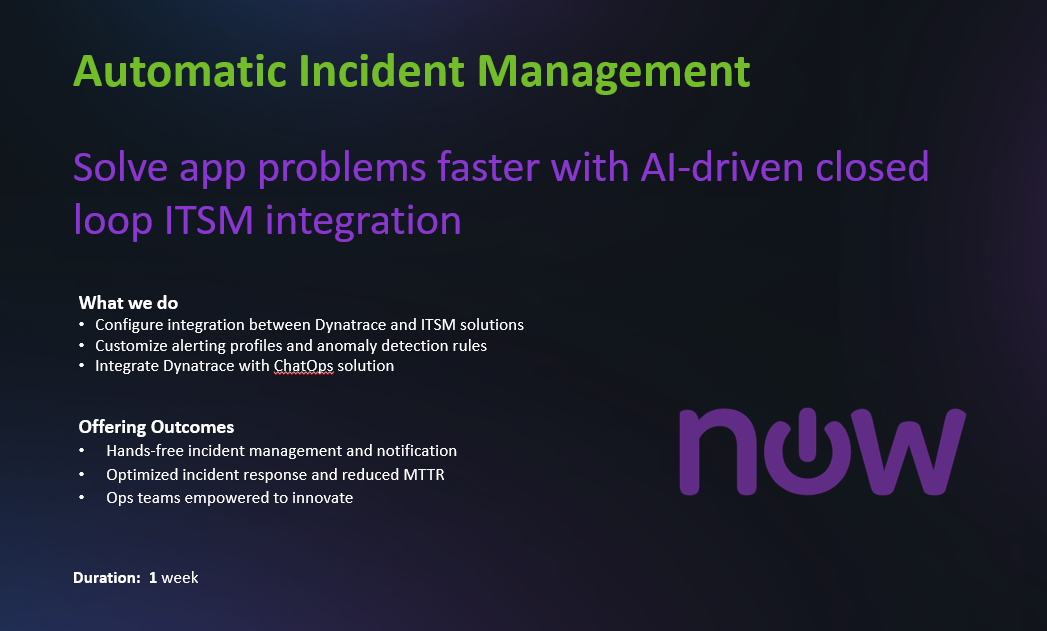 Automatic Incident Management
Solve app problems faster with AI-driven closed
loop ITSM integration
What we do
• Configure integration between Dynatrace and ITSM solutions
• Customize alerting profiles and anomaly detection rules
• Integrate Dynatrace with ChatOps solution
Offering Outcomes
• Hands-free incident management and notification
• Optimized incident response and reduced MTTR
• Ops teams empowered to innovate
now
Duration: 1 week